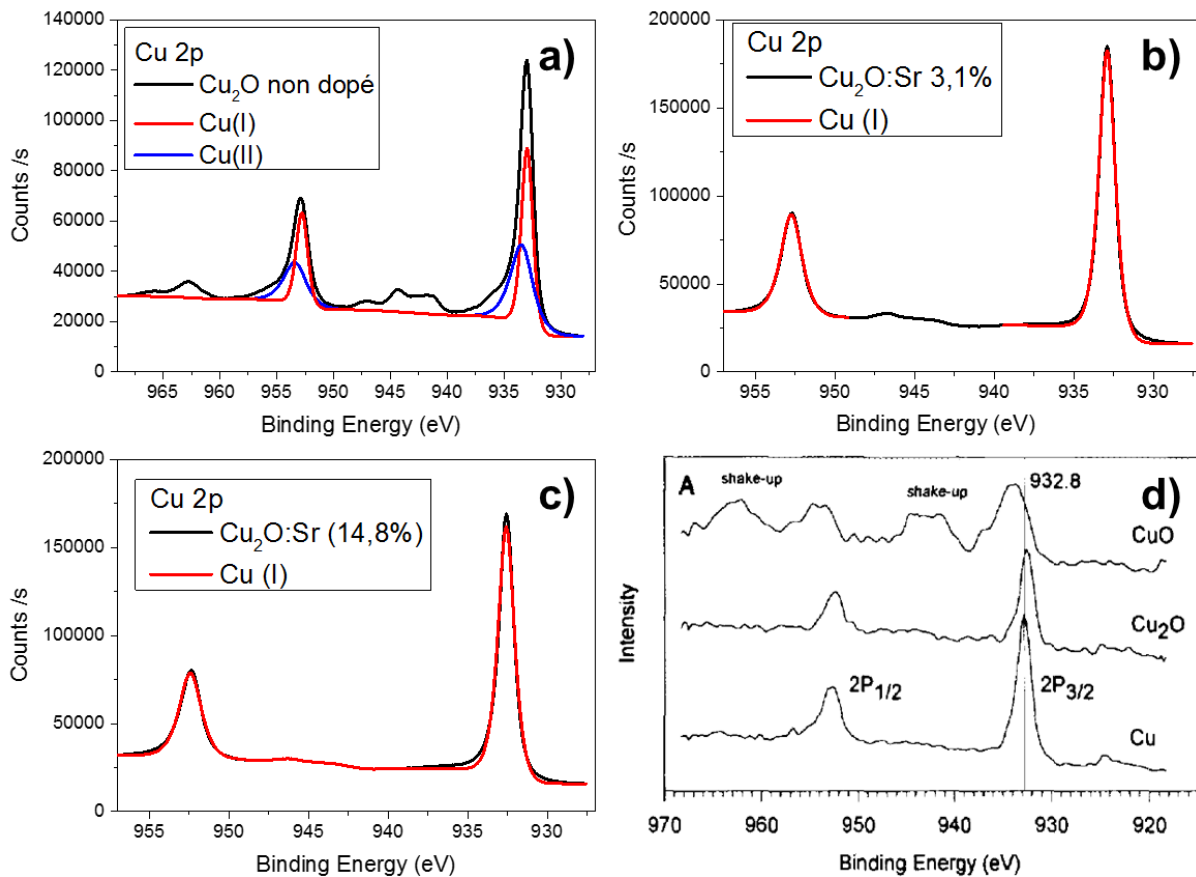 a)
Cu 2p
Cu₂O non dopé
Cu(I)
Cu(II)
Counts /s
140000
120000
100000
80000
60000
40000
20000
0
965 960 955 950 945 940 935 930
Binding Energy (eV)
b)
Cu 2p
Cu₂O:Sr 3,1%
Cu (I)
Counts /s
200000
150000
100000
50000
0
955 950 945 940 935 930
Binding Energy (eV)
c)
Cu 2p
Cu₂O:Sr (14,8%)
Cu (I)
Counts /s
200000
150000
100000
50000
0
955 950 945 940 935 930
Binding Energy (eV)
d)
A
shake-up
shake-up
932.8
CuO
Cu₂O
2P₁/₂
2P₃/₂
Cu
Intensity
970 960 950 940 930 920
Binding Energy (eV)